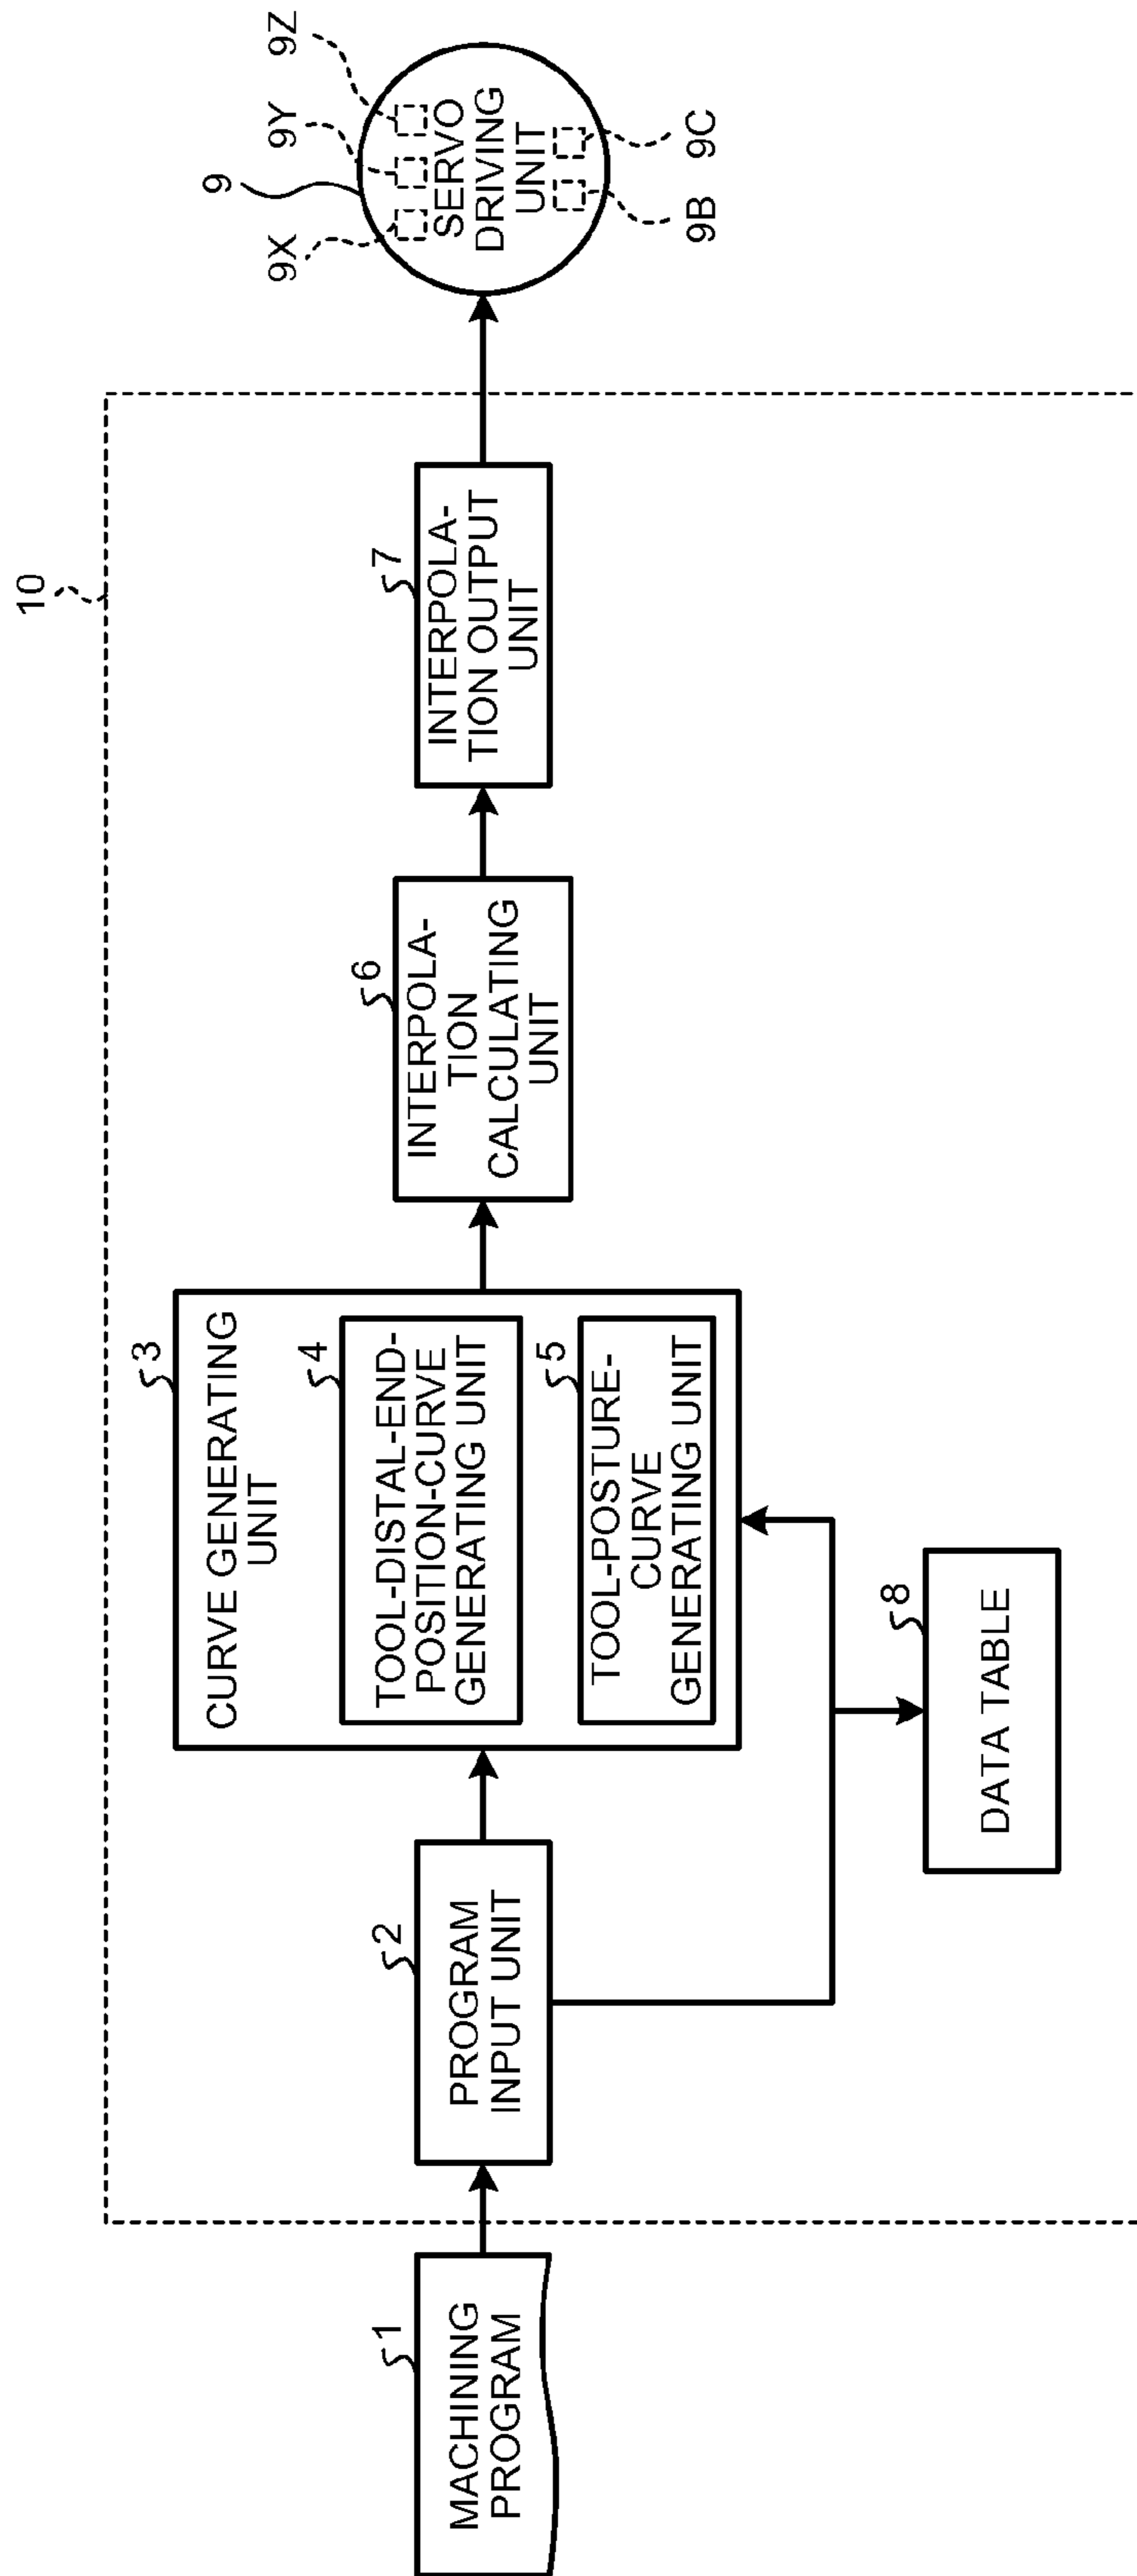 10
1
MACHINING
PROGRAM
2
PROGRAM
INPUT UNIT
3
CURVE GENERATING
UNIT
4
TOOL-DISTAL-END-
POSITION-CURVE
GENERATING UNIT
5
TOOL-POSTURE-
CURVE
GENERATING UNIT
6
INTERPOLA-
TION
CALCULATING
UNIT
7
INTERPOLA-
TION OUTPUT
UNIT
8
DATA TABLE
9
9X
9Y
9Z
SERVO
DRIVING
UNIT
9B
9C